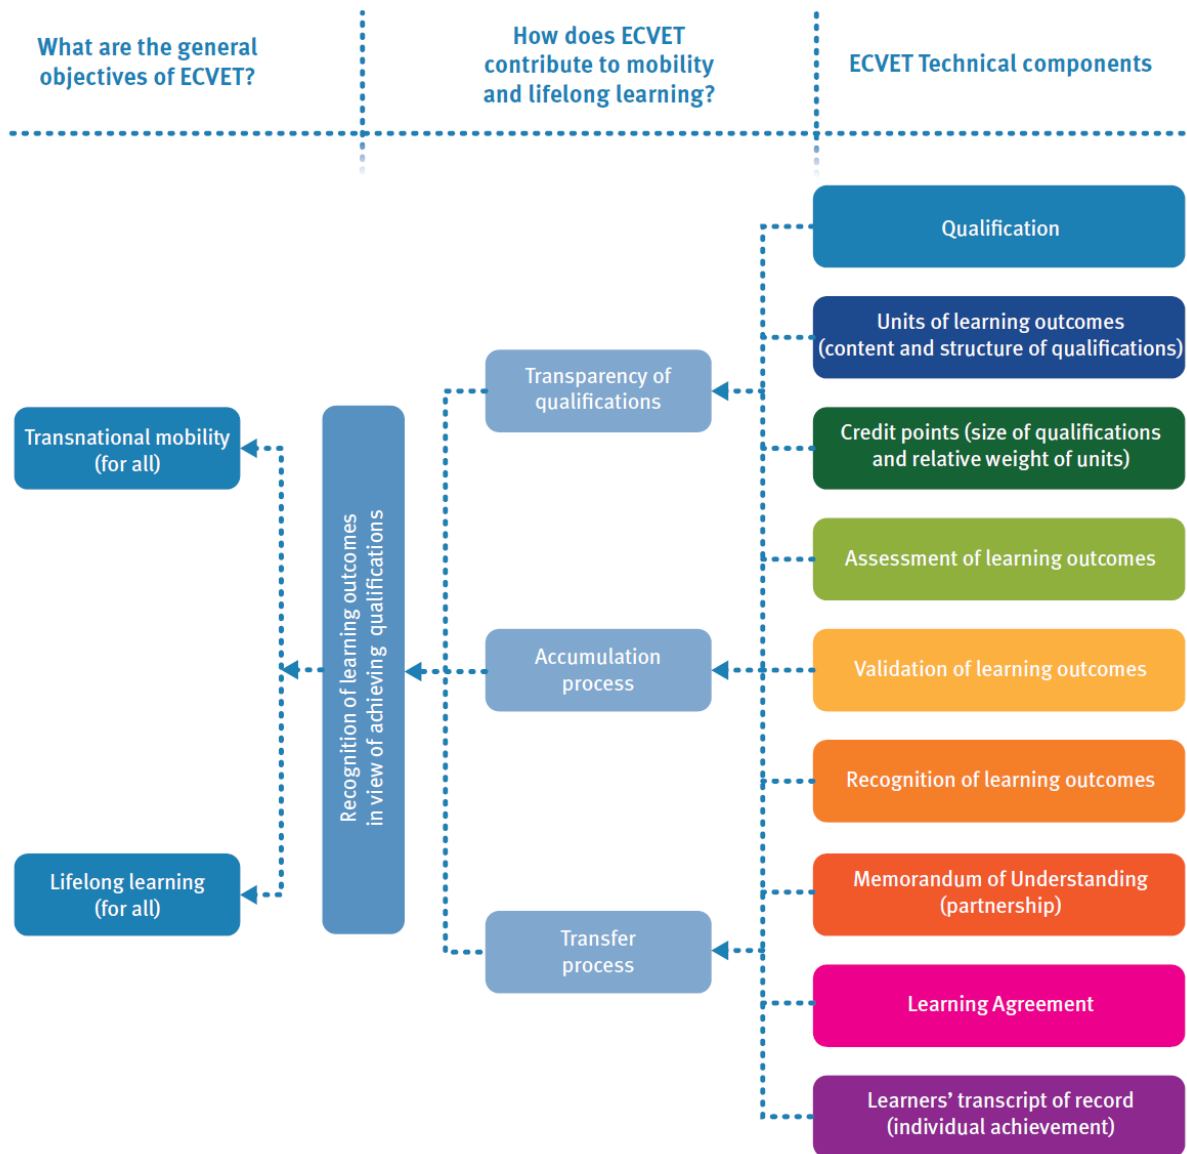 What are the general
objectives of ECVET?
How does ECVET
contribute to mobility
and lifelong learning?
ECVET Technical components
Transnational mobility
(for all)
Lifelong learning
(for all)
Recognition of learning outcomes
in view of achieving qualifications
Transparency of
qualifications
Accumulation
process
Transfer
process
Qualification
Units of learning outcomes
(content and structure of qualifications)
Credit points (size of qualifications
and relative weight of units)
Assessment of learning outcomes
Validation of learning outcomes
Recognition of learning outcomes
Memorandum of Understanding
(partnership)
Learning Agreement
Learners’ transcript of record
(individual achievement)